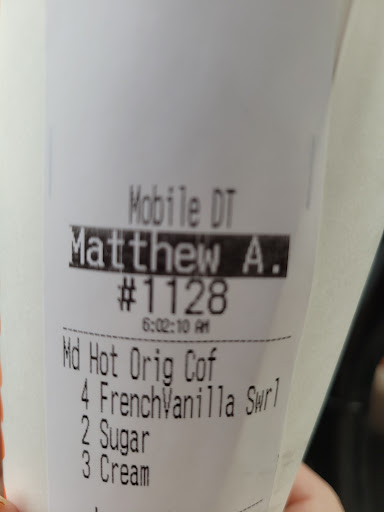 Mobile DT
Matthew A.
#1128
6:02:10 AM
Md Hot Orig Cof
4 FrenchVanilla Swrl
2 Sugar
3 Cream